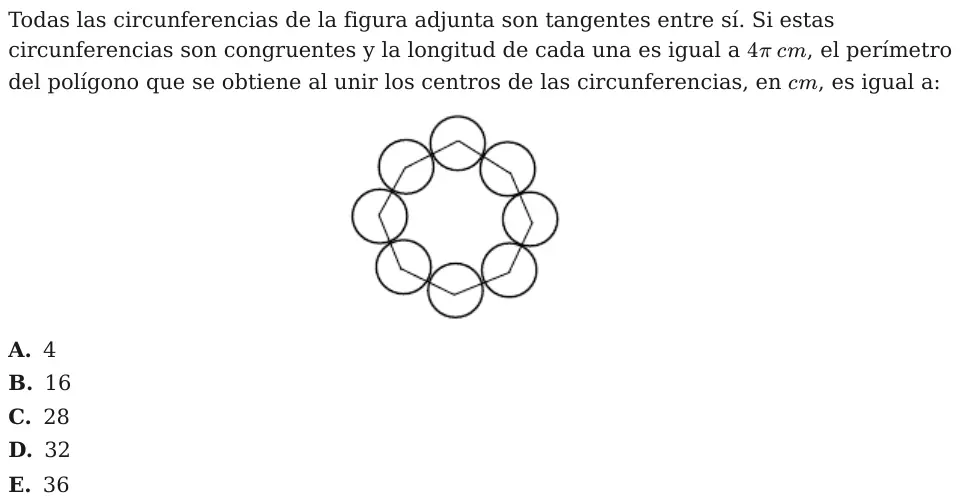 Todas las circunferencias de la figura adjunta son tangentes entre sí. Si estas
circunferencias son congruentes y la longitud de cada una es igual a 4π cm, el perímetro
del polígono que se obtiene al unir los centros de las circunferencias, en cm, es igual a:
A. 4
B. 16
C. 28
D. 32
E. 36